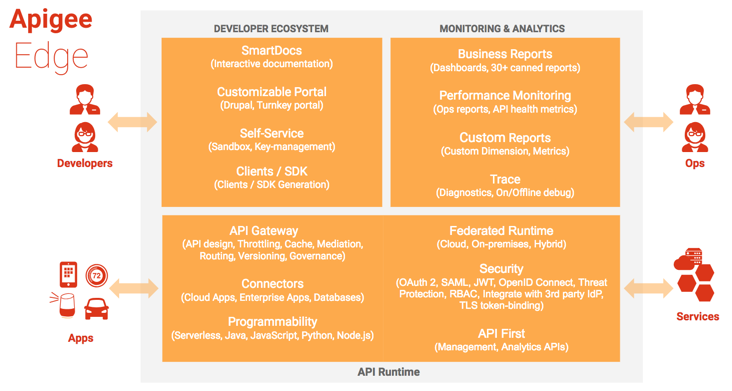 Apigee
Edge
DEVELOPER ECOSYSTEM
MONITORING & ANALYTICS
SmartDocs
(Interactive documentation)
Customizable Portal
(Drupal, Turnkey portal)
Self-Service
(Sandbox, Key-management)
Clients / SDK
(Clients / SDK Generation)
Business Reports
(Dashboards, 30+ canned reports)
Performance Monitoring
(Ops reports, API health metrics)
Custom Reports
(Custom Dimension, Metrics)
Trace
(Diagnostics, On/Offline debug)
Developers
Ops
API Gateway
(API design, Throttling, Cache, Mediation,
Routing, Versioning, Governance)
Connectors
(Cloud Apps, Enterprise Apps, Databases)
Programmability
(Serverless, Java, JavaScript, Python, Node.js)
Federated Runtime
(Cloud, On-premises, Hybrid)
Security
(OAuth 2, SAML, JWT, OpenID Connect, Threat
Protection, RBAC, Integrate with 3rd party IdP,
TLS token-binding)
API First
(Management, Analytics APIs)
72
Apps
Services
API Runtime